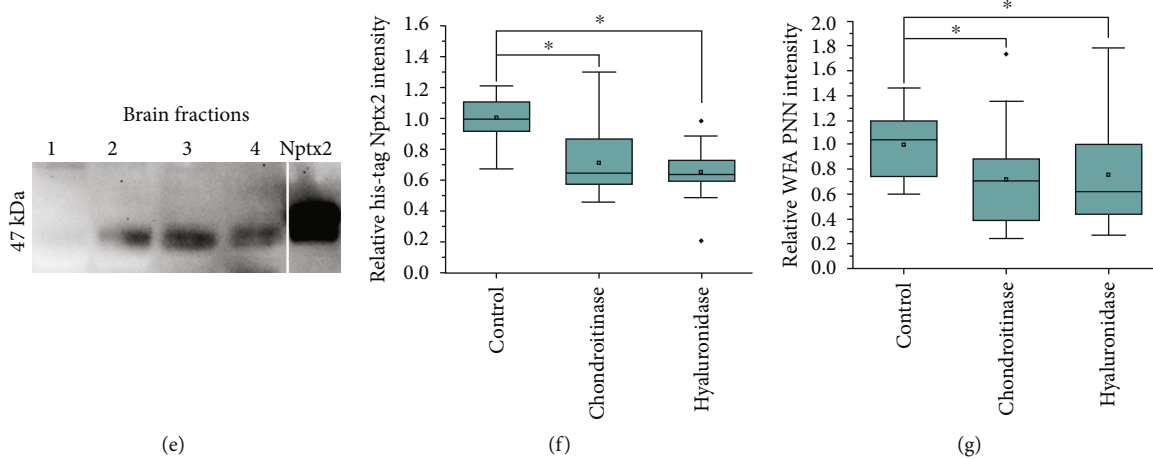 Brain fractions
1 2 3 4 Nptx2
47 kDa
(e)
Relative his-tag Nptx2 intensity
1.6
1.4
1.2
1.0
0.8
0.6
0.4
0.2
0.0
*
*
Control
Chondroitinase
Hyaluronidase
(f)
Relative WFA PNN intensity
2.0
1.8
1.6
1.4
1.2
1.0
0.8
0.6
0.4
0.2
0.0
*
*
Control
Chondroitinase
Hyaluronidase
(g)